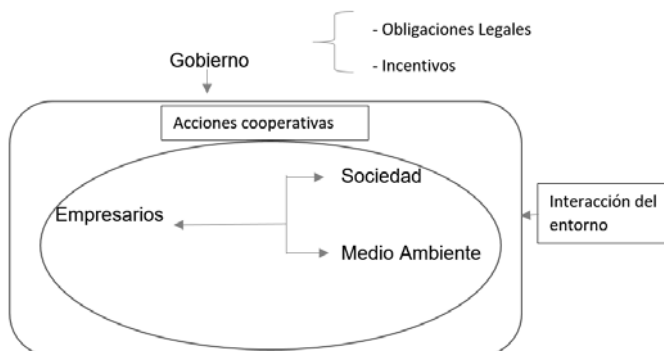 - Obligaciones Legales
Gobierno
- Incentivos
Acciones cooperativas
Sociedad
Empresarios
Interacción del
entorno
Medio Ambiente